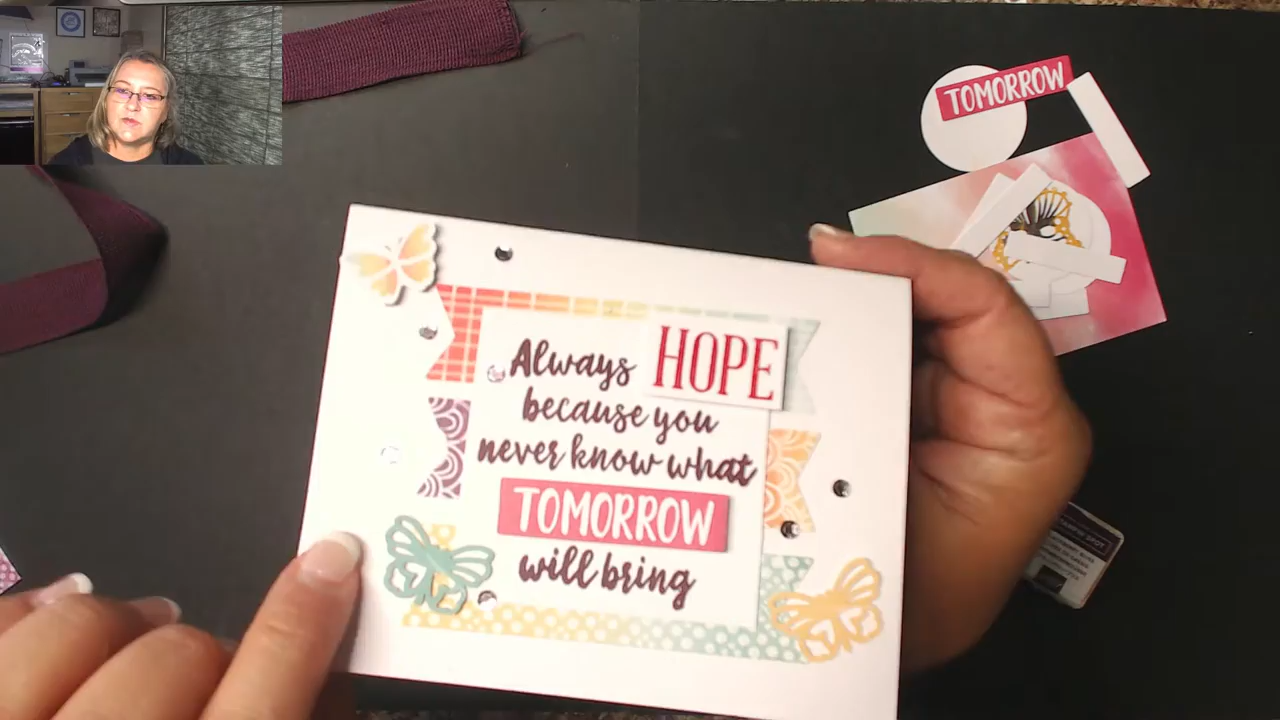 TOMORROW
Always HOPE
because you
never know what
TOMORROW
will bring